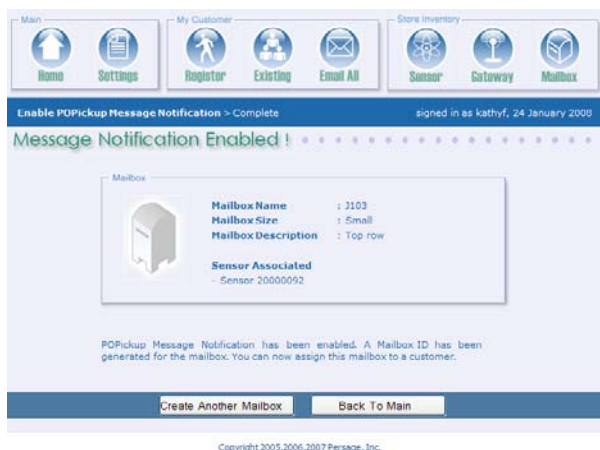 Main
My Customer
Store Inventory
Home
Settings
Register
Existing
Email All
Sensor
Gateway
Mailbox
Enable POPickup Message Notification > Complete
signed in as kathyf, 24 January 2008
Message Notification Enabled !
Mailbox
Mailbox Name : J103
Mailbox Size : Small
Mailbox Description : Top row
Sensor Associated
- Sensor 20000092
POPickup Message Notification has been enabled. A Mailbox ID has been
generated for the mailbox. You can now assign this mailbox to a customer.
Create Another Mailbox
Back To Main
Copyright 2005,2006,2007 Persage, Inc.